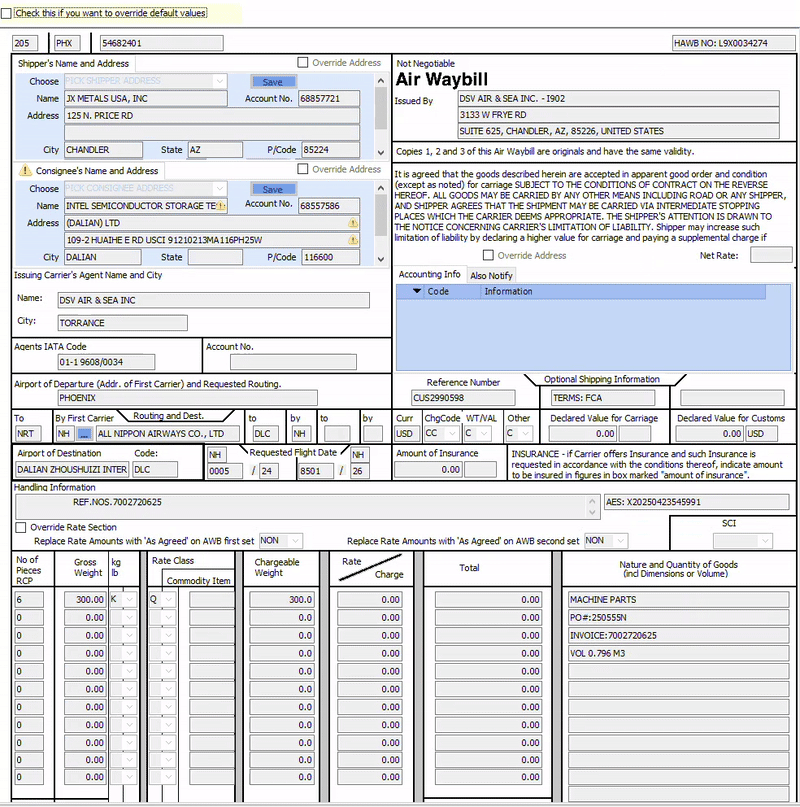 Check this if you want to override default values
205 PHX 54682401 HAWB NO: L9X0034274
Shipper's Name and Address Override Address
Choose PICK SHIPPER ADDRESS Save
Name JX METALS USA, INC Account No. 68857721
Address 125 N. PRICE RD
City CHANDLER State AZ P/Code 85224
Consignee's Name and Address Override Address
Choose PICK CONSIGNEE ADDRESS Save
Name INTEL SEMICONDUCTOR STORAGE TE Account No. 68557586
Address (DALIAN) LTD
109-2 HUAIHE E RD USCI 91210213MA116PH25W
City DALIAN State P/Code 116600
Not Negotiable
Air Waybill
Issued By DSV AIR & SEA INC. - I902
3133 W FRYE RD
SUITE 625, CHANDLER, AZ, 85226, UNITED STATES
Copies 1, 2 and 3 of this Air Waybill are originals and have the same validity.
It is agreed that the goods described herein are accepted in apparent good order and condition
(except as noted) for carriage SUBJECT TO THE CONDITIONS OF CONTRACT ON THE REVERSE
HEREOF. ALL GOODS MAY BE CARRIED BY ANY OTHER MEANS INCLUDING ROAD OR ANY SHIPPER,
AND SHIPPER AGREES THAT THE SHIPMENT MAY BE CARRIED VIA INTERMEDIATE STOPPING
PLACES WHICH THE CARRIER DEEMS APPROPRIATE. THE SHIPPER'S ATTENTION IS DRAWN TO
THE NOTICE CONCERNING CARRIER'S LIMITATION OF LIABILITY. Shipper may increase such
limitation of liability by declaring a higher value for carriage and paying a supplemental charge if
Override Address Net Rate:
Issuing Carrier's Agent Name and City
Name: DSV AIR & SEA INC
City: TORRANCE
Accounting Info Also Notify
Code Information
Agents IATA Code Account No.
01-1 9608/0034
Airport of Departure (Addr. of First Carrier) and Requested Routing.
PHOENIX
Reference Number Optional Shipping Information
CUS2990598 TERMS: FCA
To By First Carrier Routing and Dest. to by to by
NRT NH ... ALL NIPPON AIRWAYS CO., LTD DLC NH
Curr ChgCode WT/VAL Other Declared Value for Carriage Declared Value for Customs
USD CC C C 0.00 0.00 USD
Airport of Destination Code: NH Requested Flight Date NH
DALIAN ZHOUSHUIZI INTER DLC 0005 / 24 8501 / 26
Amount of Insurance
0.00
INSURANCE - if Carrier offers Insurance and such Insurance is
requested in accordance with the conditions thereof, indicate amount
to be insured in figures in box marked "amount of insurance".
Handling Information
REF.NOS.7002720625 AES: X20250423545991
Override Rate Section SCI
Replace Rate Amounts with 'As Agreed' on AWB first set NON Replace Rate Amounts with 'As Agreed' on AWB second set NON
No of
Pieces
RCP
Gross
Weight
kg
lb
Rate Class
Commodity Item
Chargeable
Weight
Rate
Charge
Total
Nature and Quantity of Goods
(incl Dimensions or Volume)
6 300.00 K Q 300.0 0.00 0.00 MACHINE PARTS
0 0.00 0.0 0.00 0.00 PO#:250555N
0 0.00 0.0 0.00 0.00 INVOICE:7002720625
0 0.00 0.0 0.00 0.00 VOL 0.796 M3
0 0.00 0.0 0.00 0.00
0 0.00 0.0 0.00 0.00
0 0.00 0.0 0.00 0.00
0 0.00 0.0 0.00 0.00
0 0.00 0.0 0.00 0.00
0 0.00 0.0 0.00 0.00
0 0.00 0.0 0.00 0.00